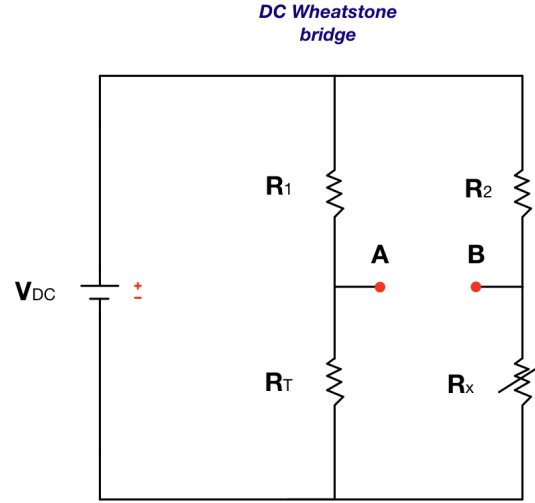 DC Wheatstone
bridge
R1
R2
A
B
VDC
+
-
RT
Rx